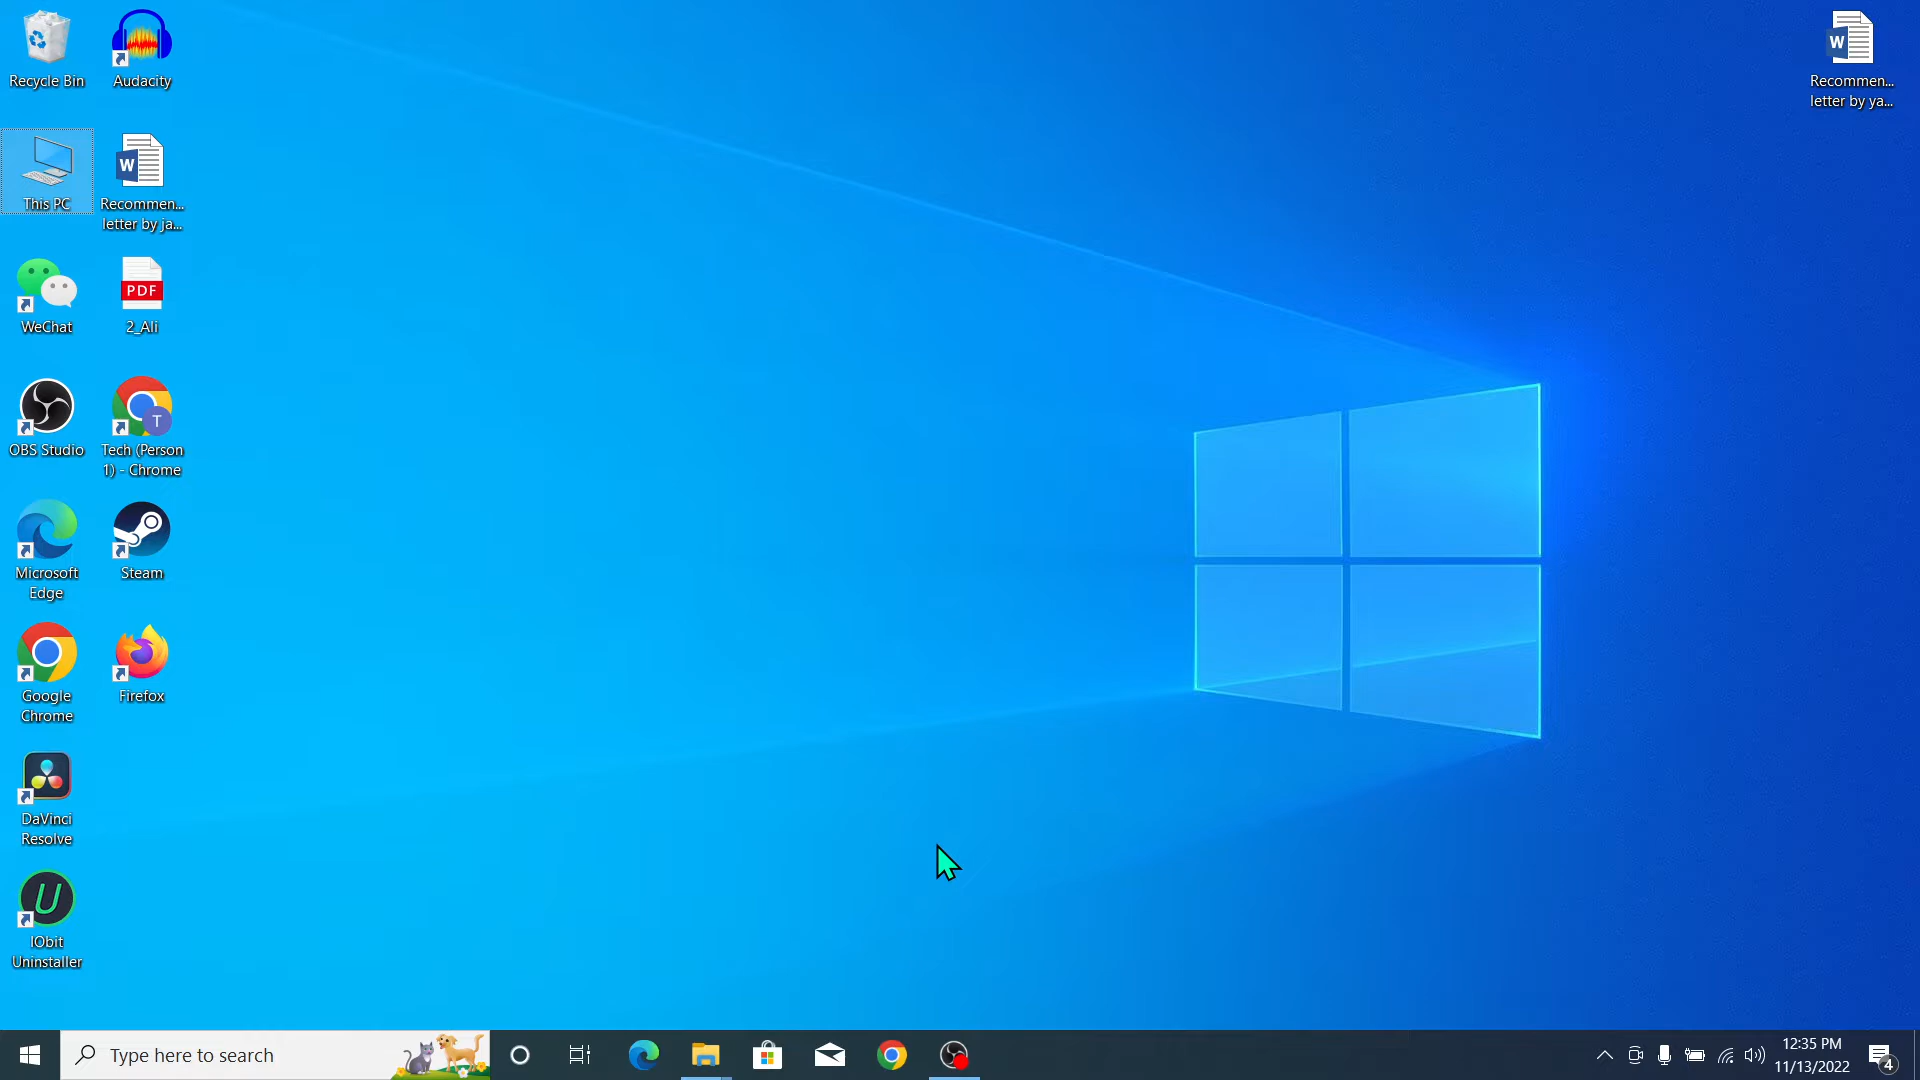 Recycle Bin
Audacity
This PC
Recommen...
letter by ja...
WeChat
PDF
2_Ali
OBS Studio
T
Tech (Person
1) - Chrome
Microsoft
Edge
Steam
Google
Chrome
Firefox
DaVinci
Resolve
IObit
Uninstaller
W
Recommen...
letter by ya...
Type here to search
12:35 PM
11/13/2022
4